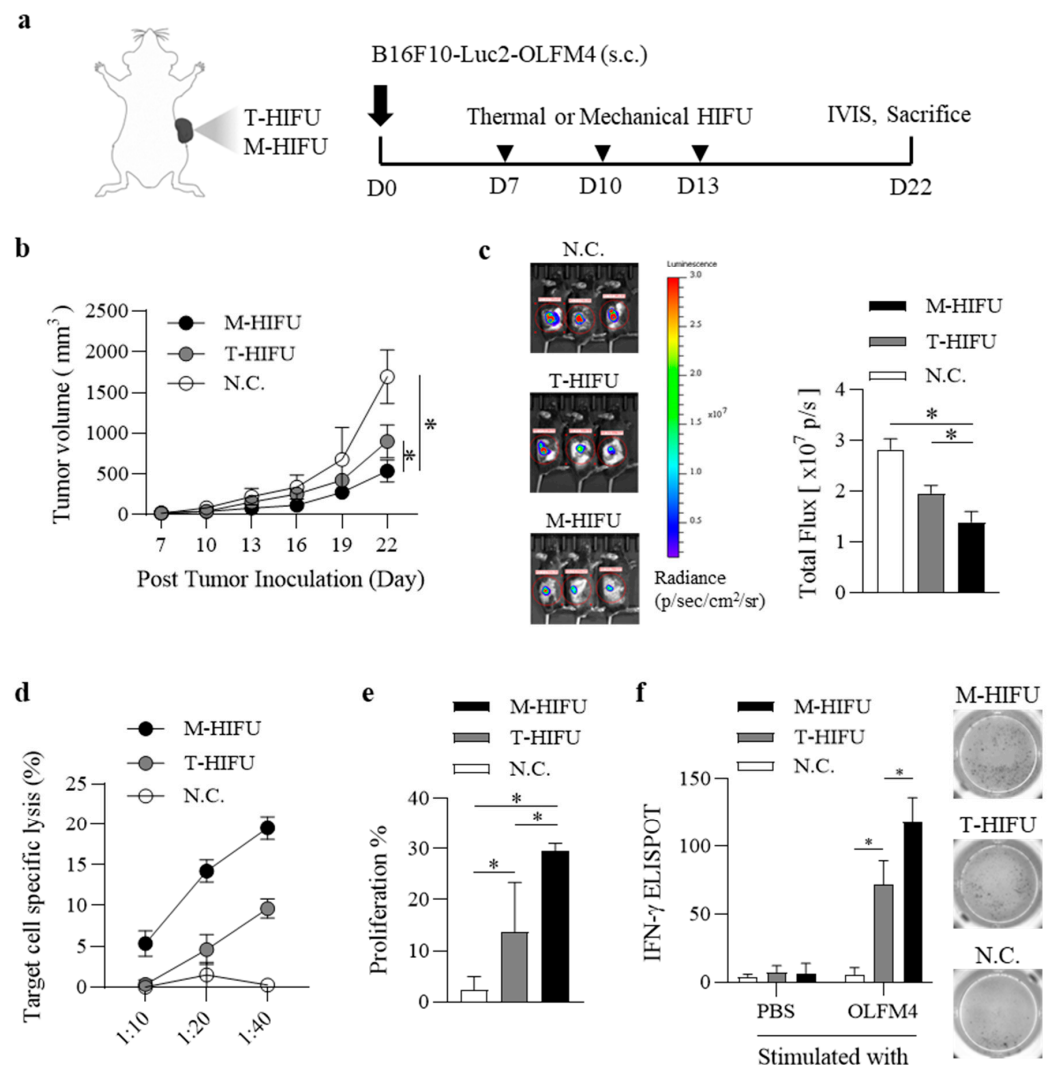 a
B16F10-Luc2-OLFM4 (s.c.)
T-HIFU
M-HIFU
Thermal or Mechanical HIFU
IVIS, Sacrifice
D0
D7
D10
D13
D22
b
Tumor volume ( mm³ )
2500
2000
1500
1000
500
0
M-HIFU
T-HIFU
N.C.
*
*
7 10 13 16 19 22
Post Tumor Inoculation (Day)
c
N.C.
T-HIFU
M-HIFU
Luminescence
3.0
2.5
2.0
1.5
x10⁷
1.0
0.5
Radiance
(p/sec/cm²/sr)
M-HIFU
T-HIFU
N.C.
Total Flux [ x10⁷ p/s ]
4
3
2
1
0
*
*
d
M-HIFU
T-HIFU
N.C.
Target cell specific lysis (%)
25
20
15
10
5
0
1:10
1:20
1:40
e
M-HIFU
T-HIFU
N.C.
Proliferation %
40
30
20
10
0
*
*
*
f
M-HIFU
T-HIFU
N.C.
IFN-γ ELISPOT
150
100
50
0
*
*
PBS
OLFM4
Stimulated with
M-HIFU
T-HIFU
N.C.